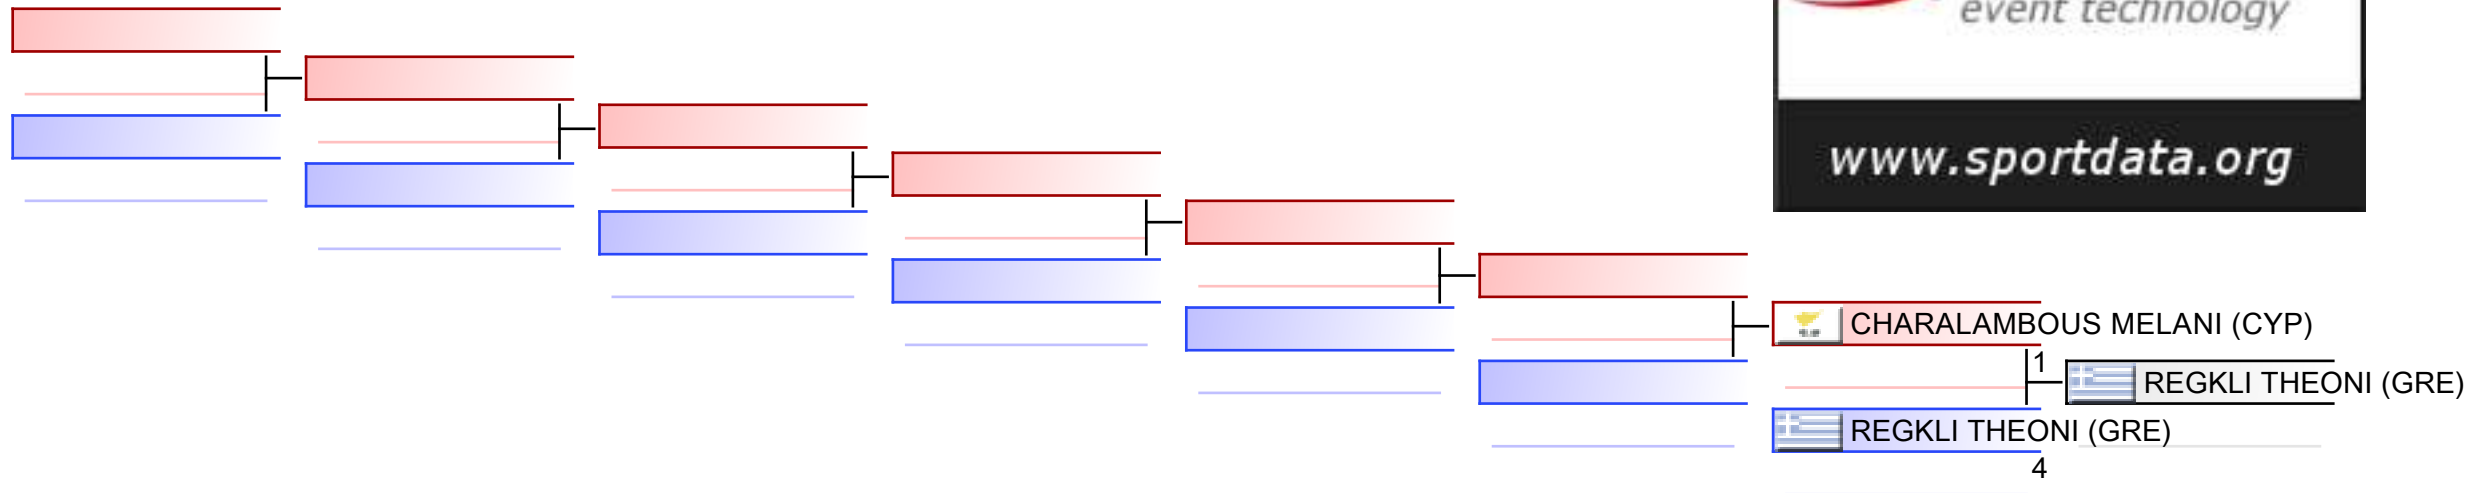 event technology
www.sportdata.org
CHARALAMBOUS MELANI (CYP)
1
REGKLI THEONI (GRE)
REGKLI THEONI (GRE)
4